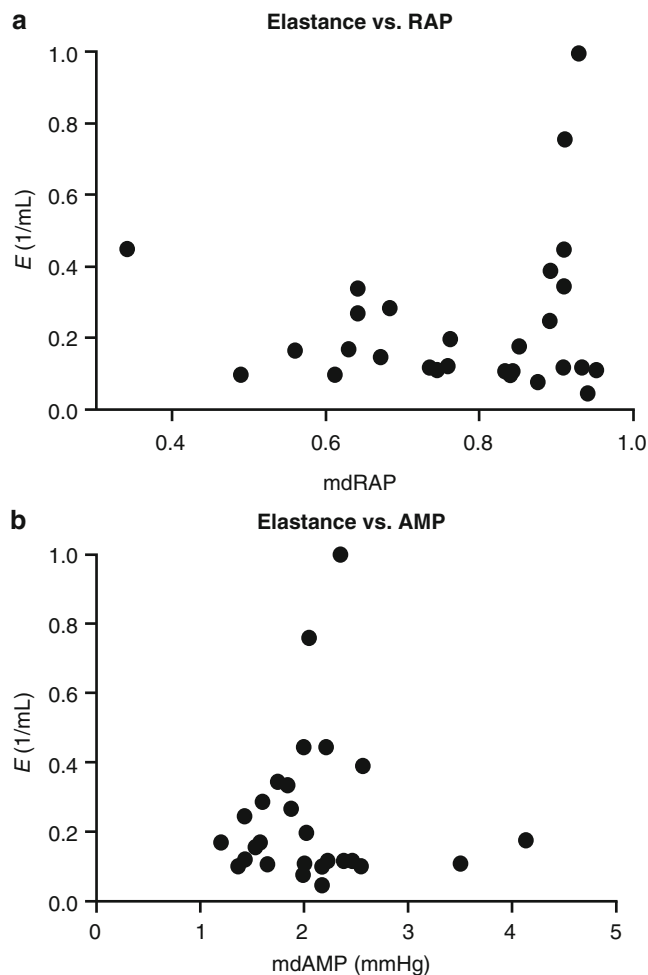 a
Elastance vs. RAP
1.0
0.8
0.6
0.4
0.2
0.0
E (1/mL)
0.4 0.6 0.8 1.0
mdRAP
b
Elastance vs. AMP
1.0
0.8
0.6
0.4
0.2
0.0
E (1/mL)
0 1 2 3 4 5
mdAMP (mmHg)